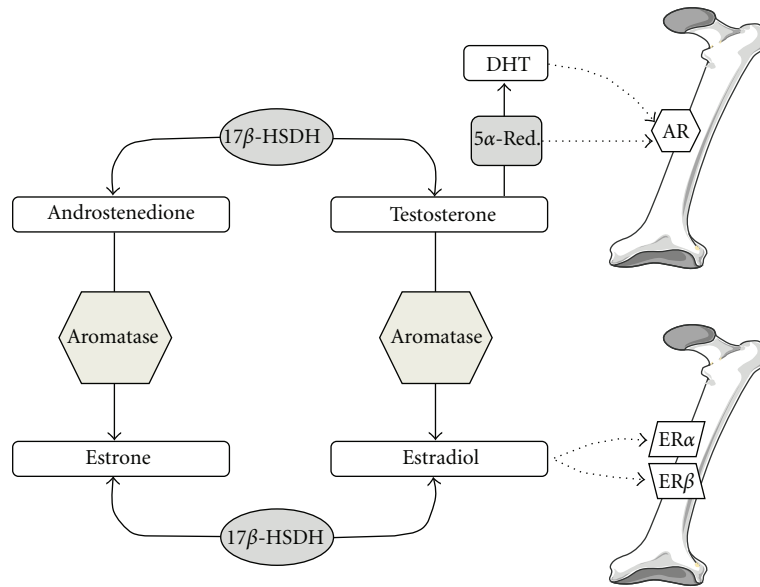 DHT
17β-HSDH
5α-Red.
AR
Androstenedione
Testosterone
Aromatase
Aromatase
Estrone
Estradiol
ERα
ERβ
17β-HSDH